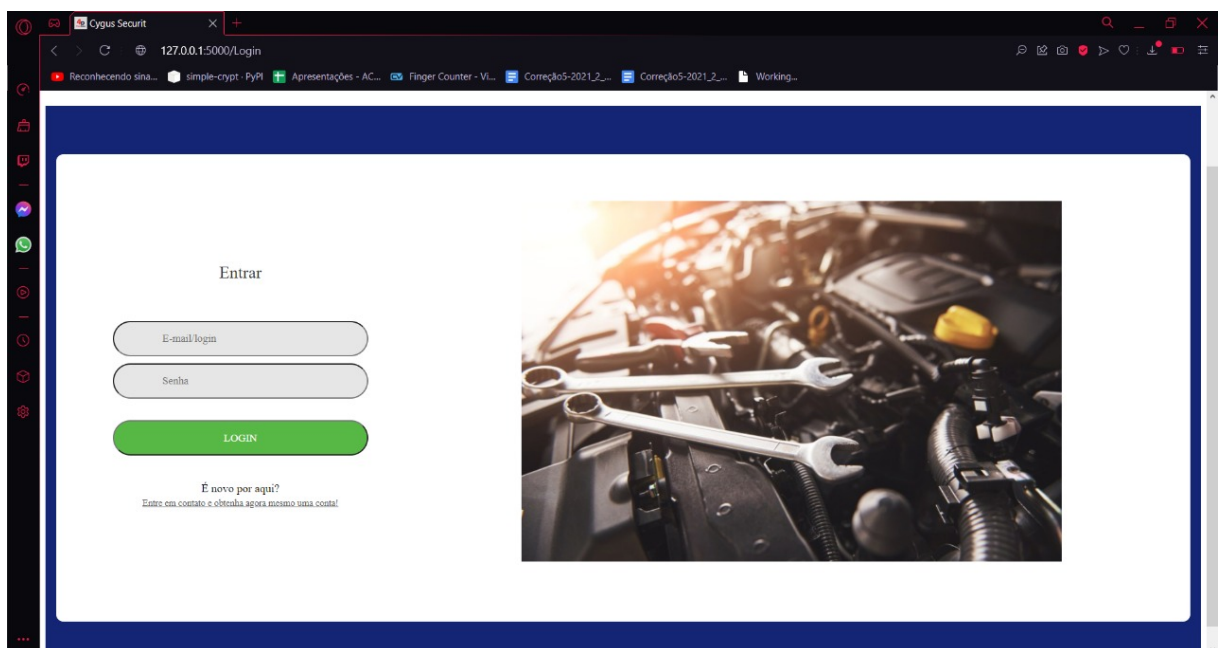 Cygus Securit
127.0.0.1:5000/Login
Reconhecendo sina... simple-crypt · PyPI Apresentações - AC... Finger Counter - Vi... Correção5-2021_2_... Correção5-2021_2_... Working...
Entrar
E-mail/login
Senha
LOGIN
É novo por aqui?
Entre em contato e obtenha agora mesmo uma conta!